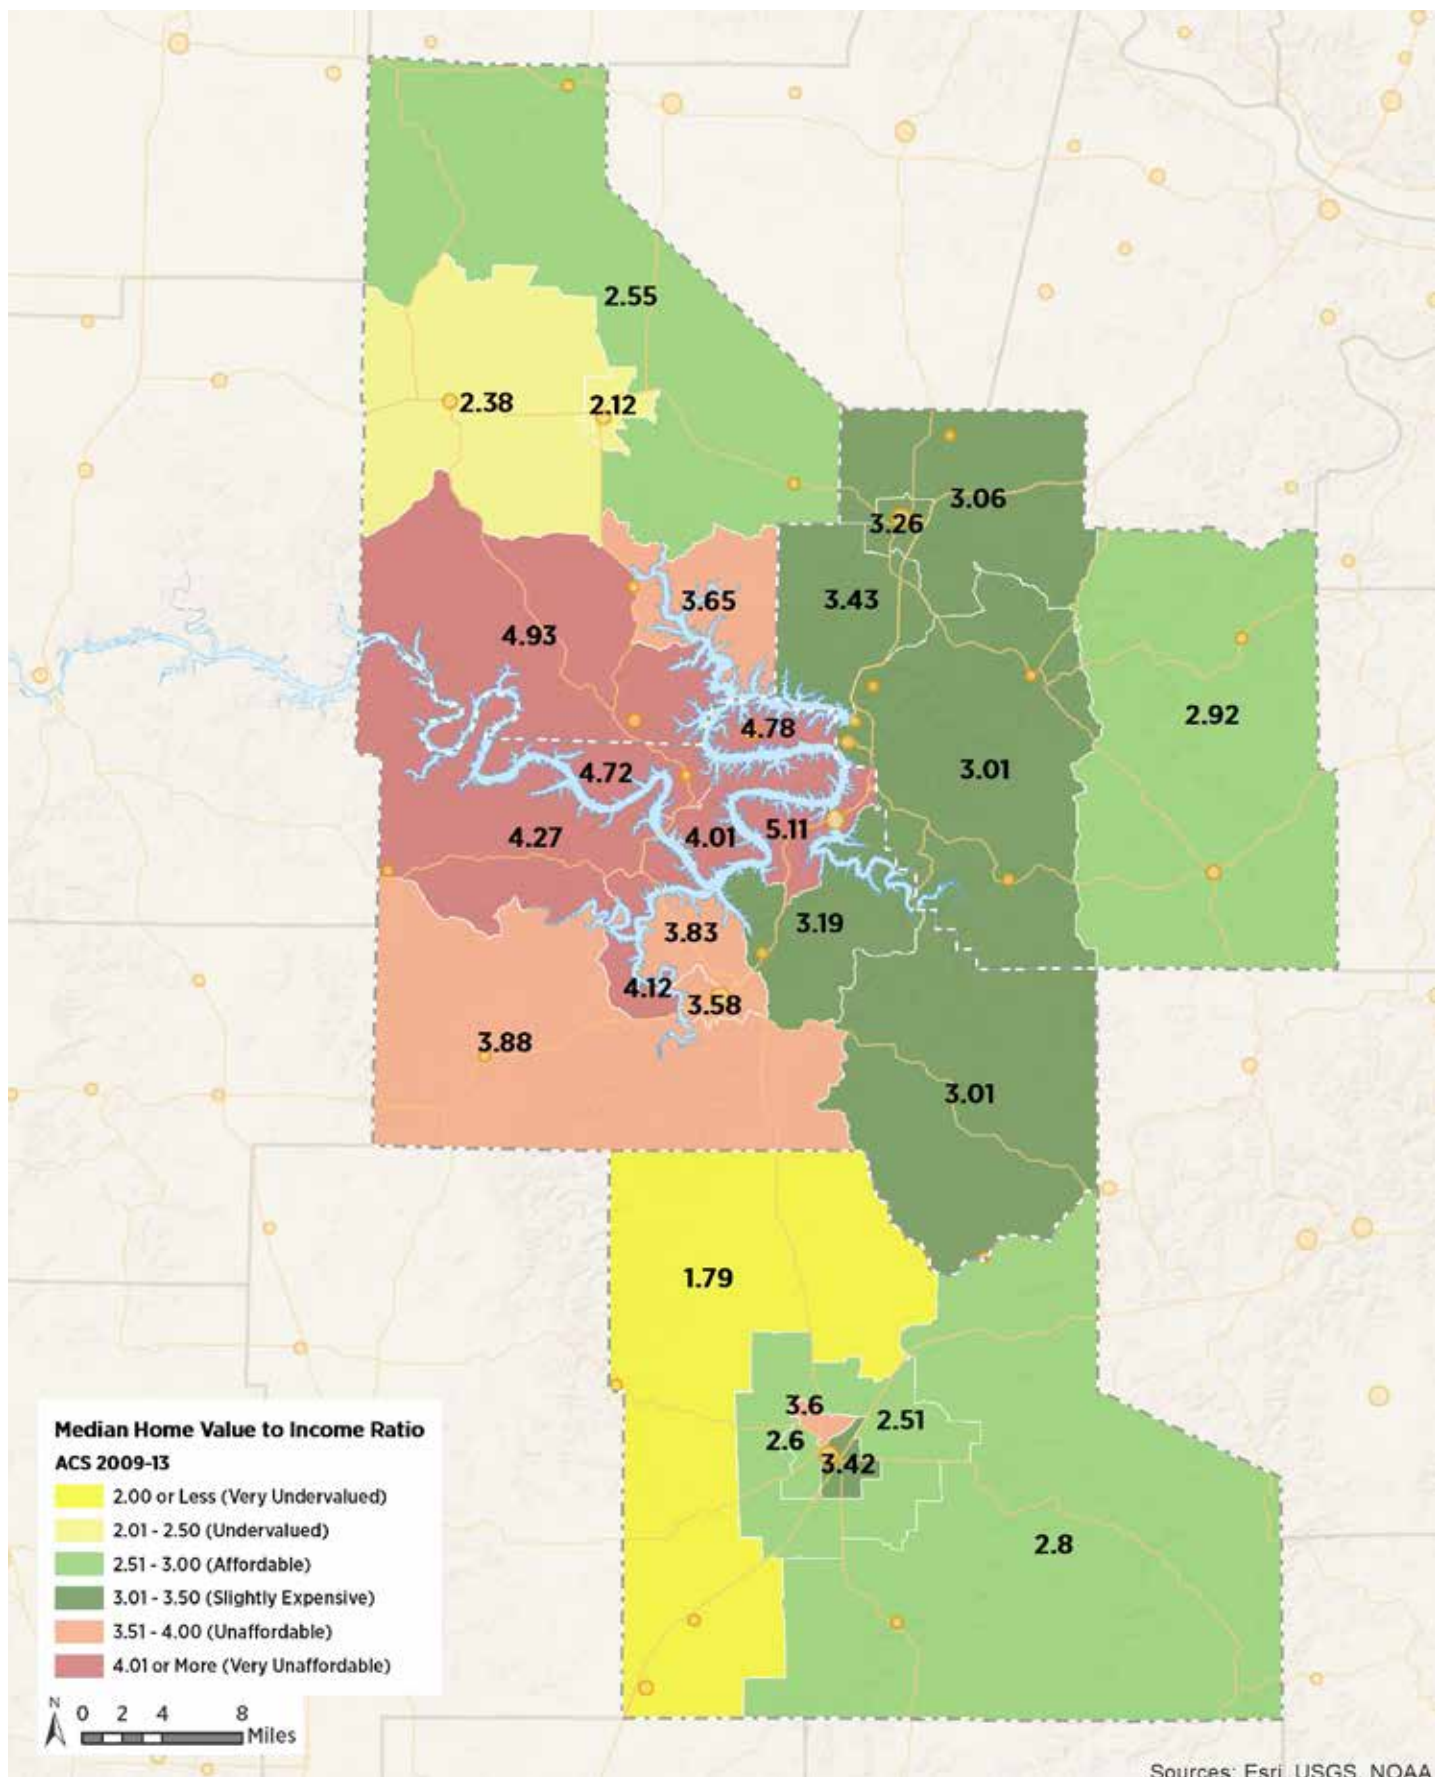 2.55
2.38
2.12
3.06
3.26
3.65
3.43
4.93
2.92
4.78
4.72
3.01
4.27
4.01
5.11
3.83
3.19
4.12
3.58
3.88
3.01
1.79
3.6
2.51
2.6
3.42
2.8
Median Home Value to Income Ratio
ACS 2009-13
2.00 or Less (Very Undervalued)
2.01 - 2.50 (Undervalued)
2.51 - 3.00 (Affordable)
3.01 - 3.50 (Slightly Expensive)
3.51 - 4.00 (Unaffordable)
4.01 or More (Very Unaffordable)
N
0 2 4 8
Miles
Sources: Esri, USGS, NOAA